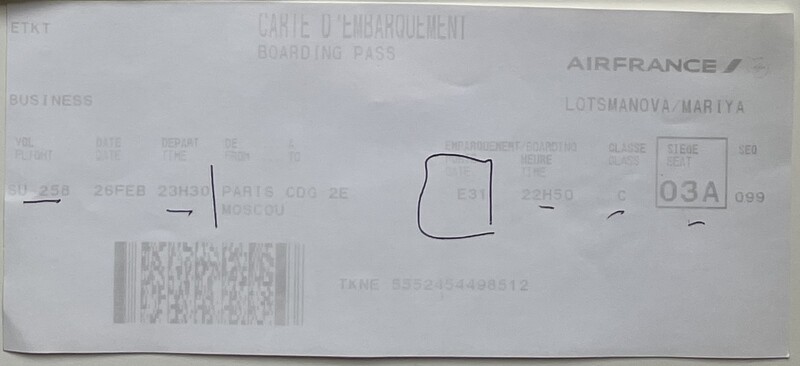 ETKT
CARTE D'EMBARQUEMENT
BOARDING PASS
AIRFRANCE
BUSINESS
LOTSMANOVA/MARIYA
VOL DATE DEPART DE A EMBARQUEMENT/BOARDING CLASSE SIEGE SEQ
FLIGHT DATE TIME FROM TO GATE HEURE CLASS SEAT
TIME
SU 258 26FEB 23H30 PARIS CDG 2E E31 22H50 C 03A 099
MOSCOU
TKNE 5552454498512